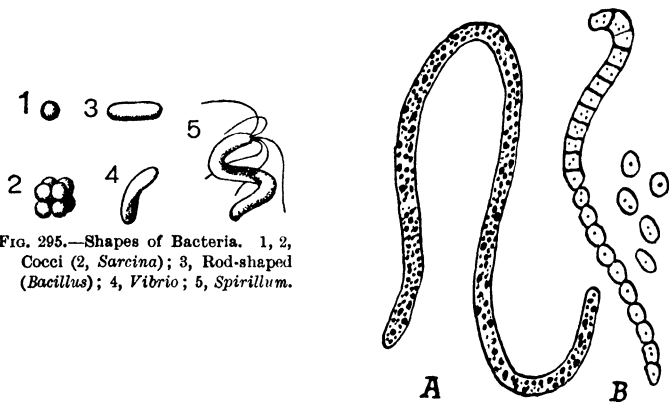 1
3
5
2
4
FIG. 295.—Shapes of Bacteria. 1, 2,
Cocci (2, Sarcina); 3, Rod-shaped
(Bacillus); 4, Vibrio; 5, Spirillum.
A
B